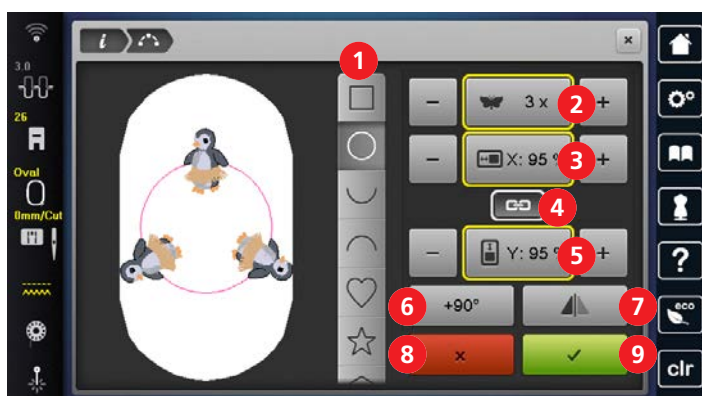 i
×
3.0
26
Oval
0mm/Cut
1
− 3 x 2 +
− X: 95 % 3 +
4
− Y: 95 % 5 +
6 +90° 7
8 × ✓ 9
?
eco
clr